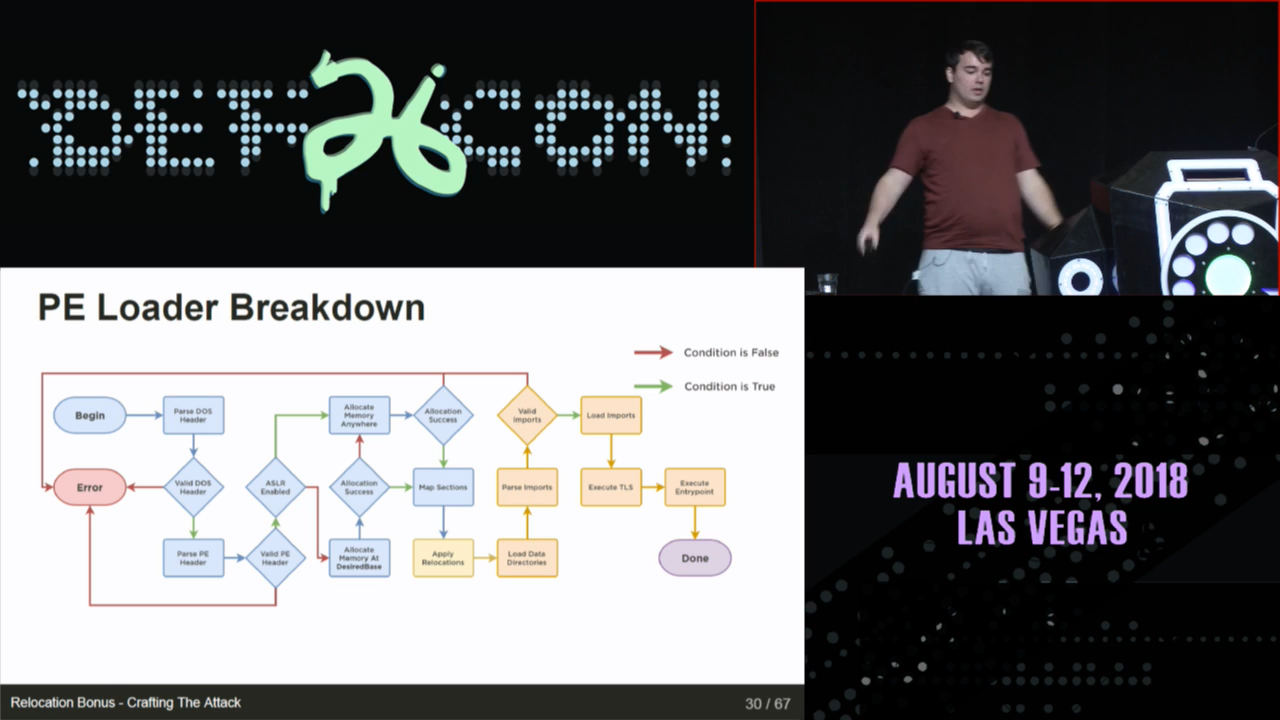 DEF 26 CON
PE Loader Breakdown
Condition is False
Condition is True
Begin
Parse DOS
Header
Allocate
Memory
Anywhere
Allocation
Success
Valid
Imports
Load Imports
Error
Valid DOS
Header
ASLR
Enabled
Allocation
Success
Map Sections
Parse Imports
Execute TLS
Execute
Entrypoint
Parse PE
Header
Valid PE
Header
Allocate
Memory At
DesiredBase
Apply
Relocations
Load Data
Directories
Done
AUGUST 9-12, 2018
LAS VEGAS
Relocation Bonus - Crafting The Attack
30 / 67